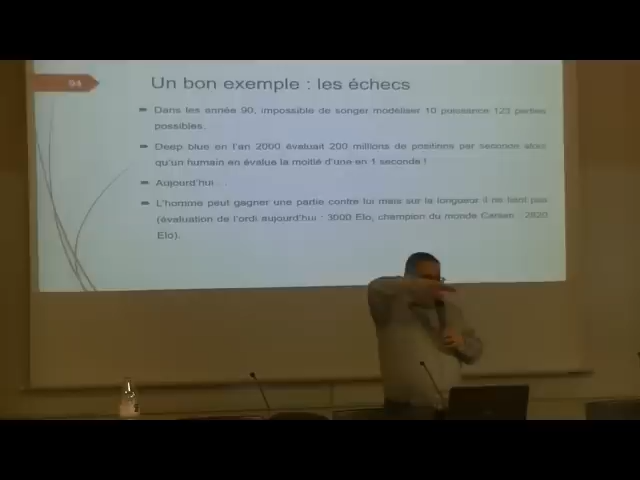 94
Un bon exemple : les échecs
Dans les année 90, impossible de songer modéliser 10 puissance 123 parties
possibles.
Deep blue en l'an 2000 évaluait 200 millions de positions par seconde alors
qu'un humain en évalue la moitié d'une en 1 seconde !
Aujourd'hui ...
L'homme peut gagner une partie contre lui mais sur la longueur il ne tient pas
(évaluation de l'ordi aujourd'hui : 3000 Elo, champion du monde Carlsen : 2820
Elo).